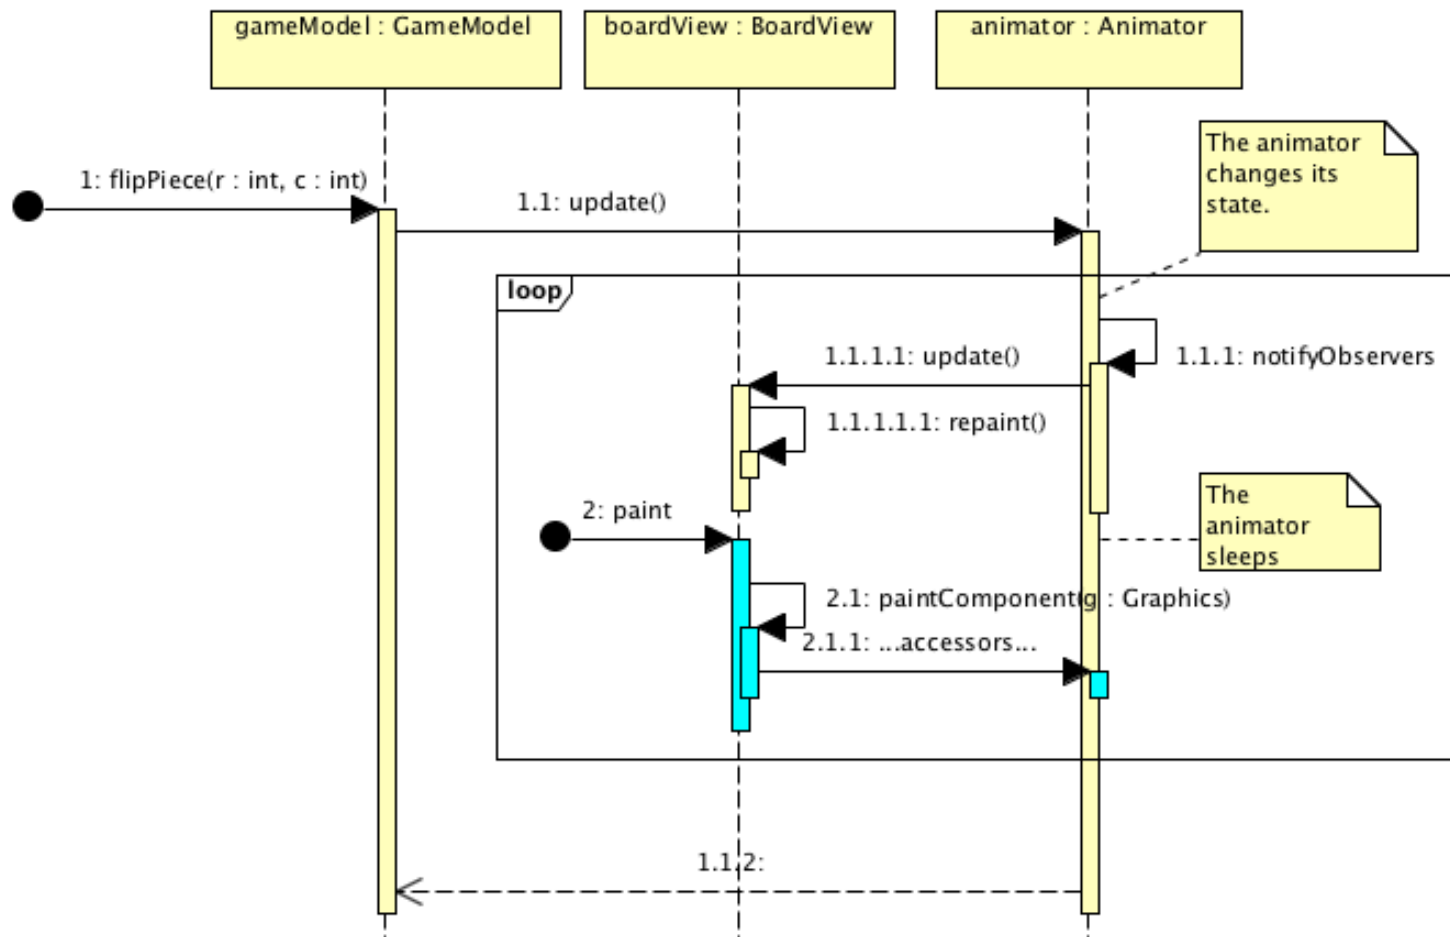 gameModel : GameModel
boardView : BoardView
animator : Animator
The animator
changes its
state.
1: flipPiece(r : int, c : int)
1.1: update()
loop
1.1.1.1: update()
1.1.1: notifyObservers
1.1.1.1.1: repaint()
2: paint
The
animator
sleeps
2.1: paintComponent(g : Graphics)
2.1.1: ...accessors...
1.1.2: